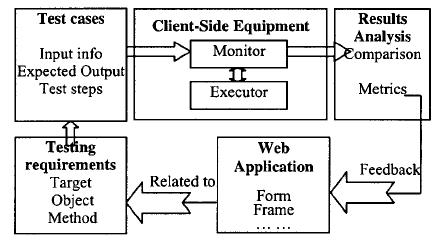 Test cases
Input info
Expected Output
Test steps
Client-Side Equipment
Monitor
Executor
Results
Analysis
Comparison
Metrics
Feedback
Web
Application
Form
Frame
... ...
Related to
Testing
requirements
Target
Object
Method